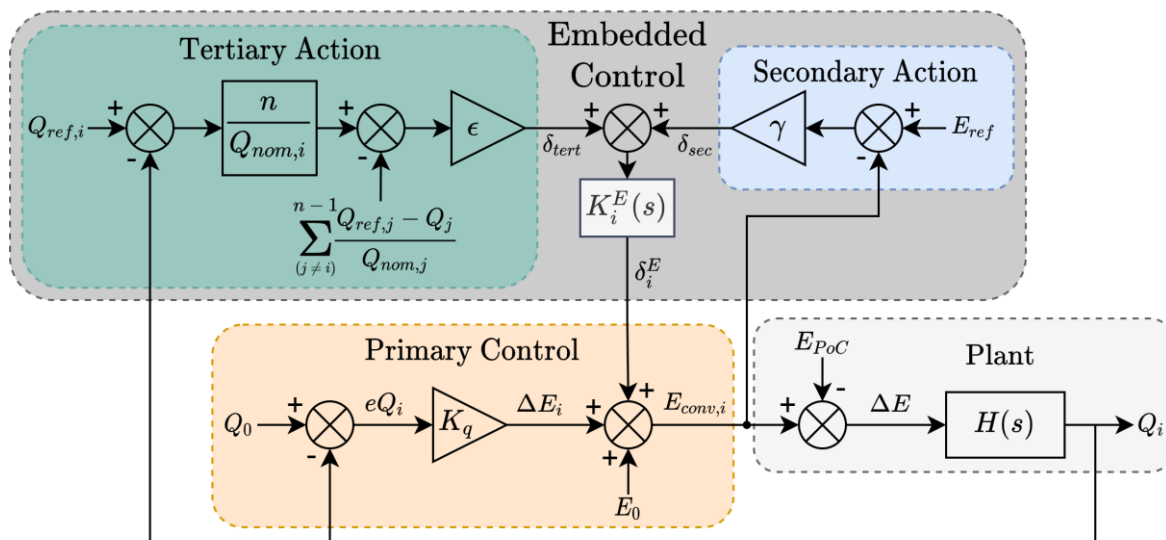 Tertiary Action
Embedded
Control
Secondary Action
Q_{ref,i}
+
-
n
Q_{nom,i}
+
-
ϵ
δ_{tert}
+
+
δ_{sec}
γ
+
-
E_{ref}
n-1
∑
(j ≠ i)
Q_{ref,j} - Q_j
Q_{nom,j}
K_i^E(s)
δ_i^E
Primary Control
Q_0
+
-
eQ_i
K_q
ΔE_i
+
+
+
E_0
E_{conv,i}
Plant
E_{PoC}
-
+
ΔE
H(s)
Q_i